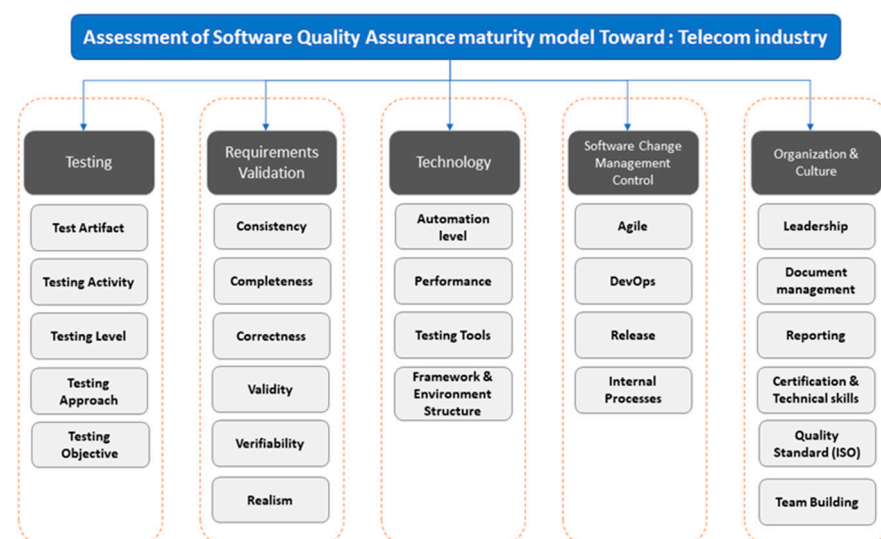 Assessment of Software Quality Assurance maturity model Toward : Telecom industry
Testing
Test Artifact
Testing Activity
Testing Level
Testing
Approach
Testing
Objective
Requirements
Validation
Consistency
Completeness
Correctness
Validity
Verifiability
Realism
Technology
Automation
level
Performance
Testing Tools
Framework &
Environment
Structure
Software Change
Management
Control
Agile
DevOps
Release
Internal
Processes
Organization &
Culture
Leadership
Document
management
Reporting
Certification &
Technical skills
Quality
Standard (ISO)
Team Building